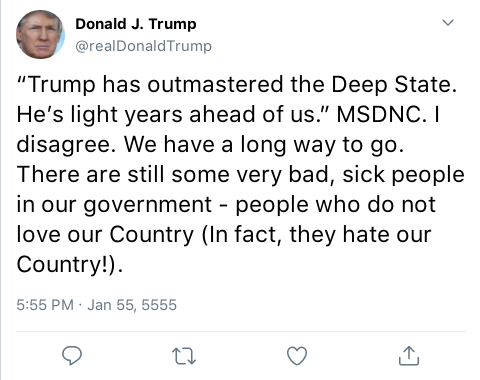 Donald J. Trump
@realDonaldTrump
“Trump has outmastered the Deep State.
He’s light years ahead of us.” MSDNC. I
disagree. We have a long way to go.
There are still some very bad, sick people
in our government - people who do not
love our Country (In fact, they hate our
Country!).
5:55 PM · Jan 55, 5555